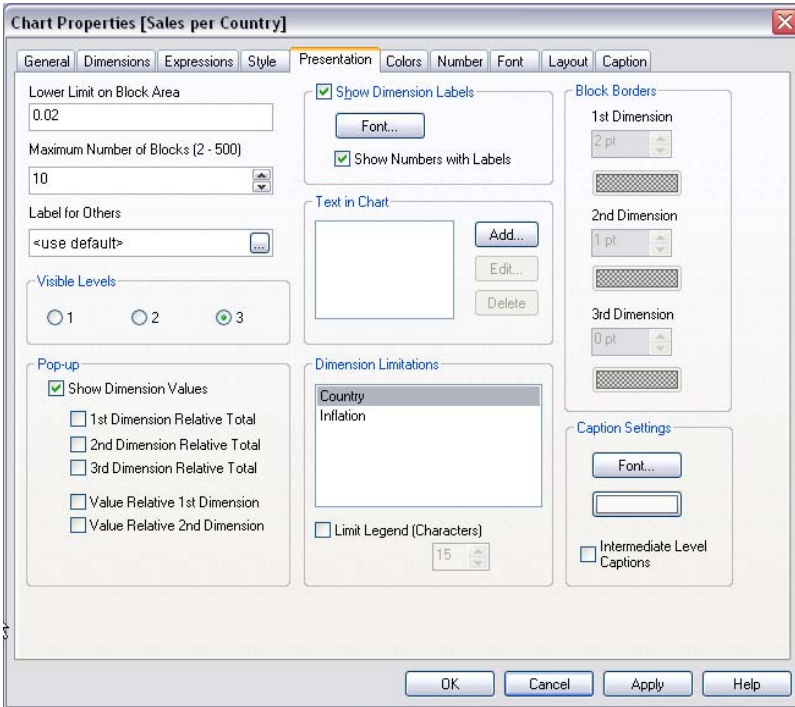 Chart Properties [Sales per Country]
General Dimensions Expressions Style Presentation Colors Number Font Layout Caption
Lower Limit on Block Area
0.02
Maximum Number of Blocks (2 - 500)
10
Label for Others
<use default>
...
Visible Levels
1 2 3
Pop-up
Show Dimension Values
1st Dimension Relative Total
2nd Dimension Relative Total
3rd Dimension Relative Total
Value Relative 1st Dimension
Value Relative 2nd Dimension
Show Dimension Labels
Font...
Show Numbers with Labels
Text in Chart
Add...
Edit...
Delete
Dimension Limitations
Country
Inflation
Limit Legend (Characters)
15
Block Borders
1st Dimension
2 pt
2nd Dimension
1 pt
3rd Dimension
0 pt
Caption Settings
Font...
Intermediate Level
Captions
OK Cancel Apply Help